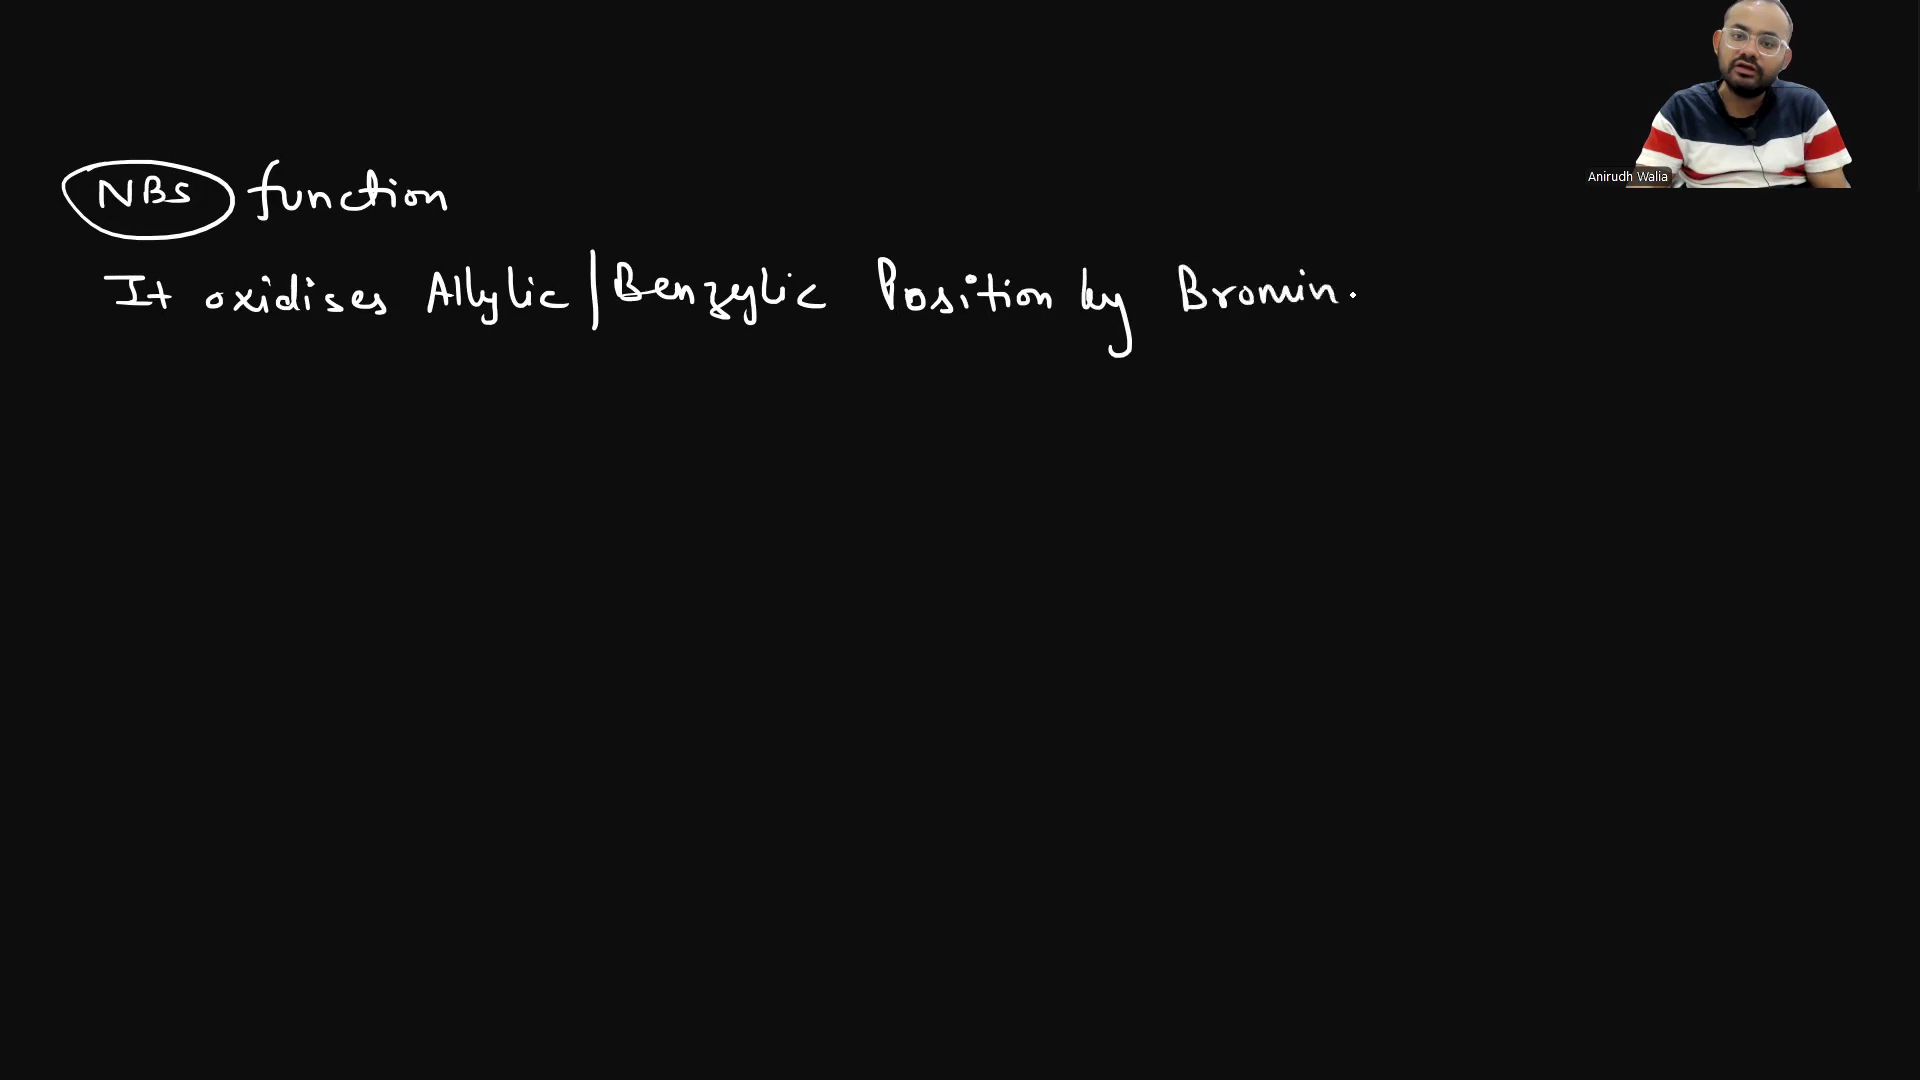 NBS function
It oxidises Allylic | Benzylic Position by Bromin.
Anirudh Walia